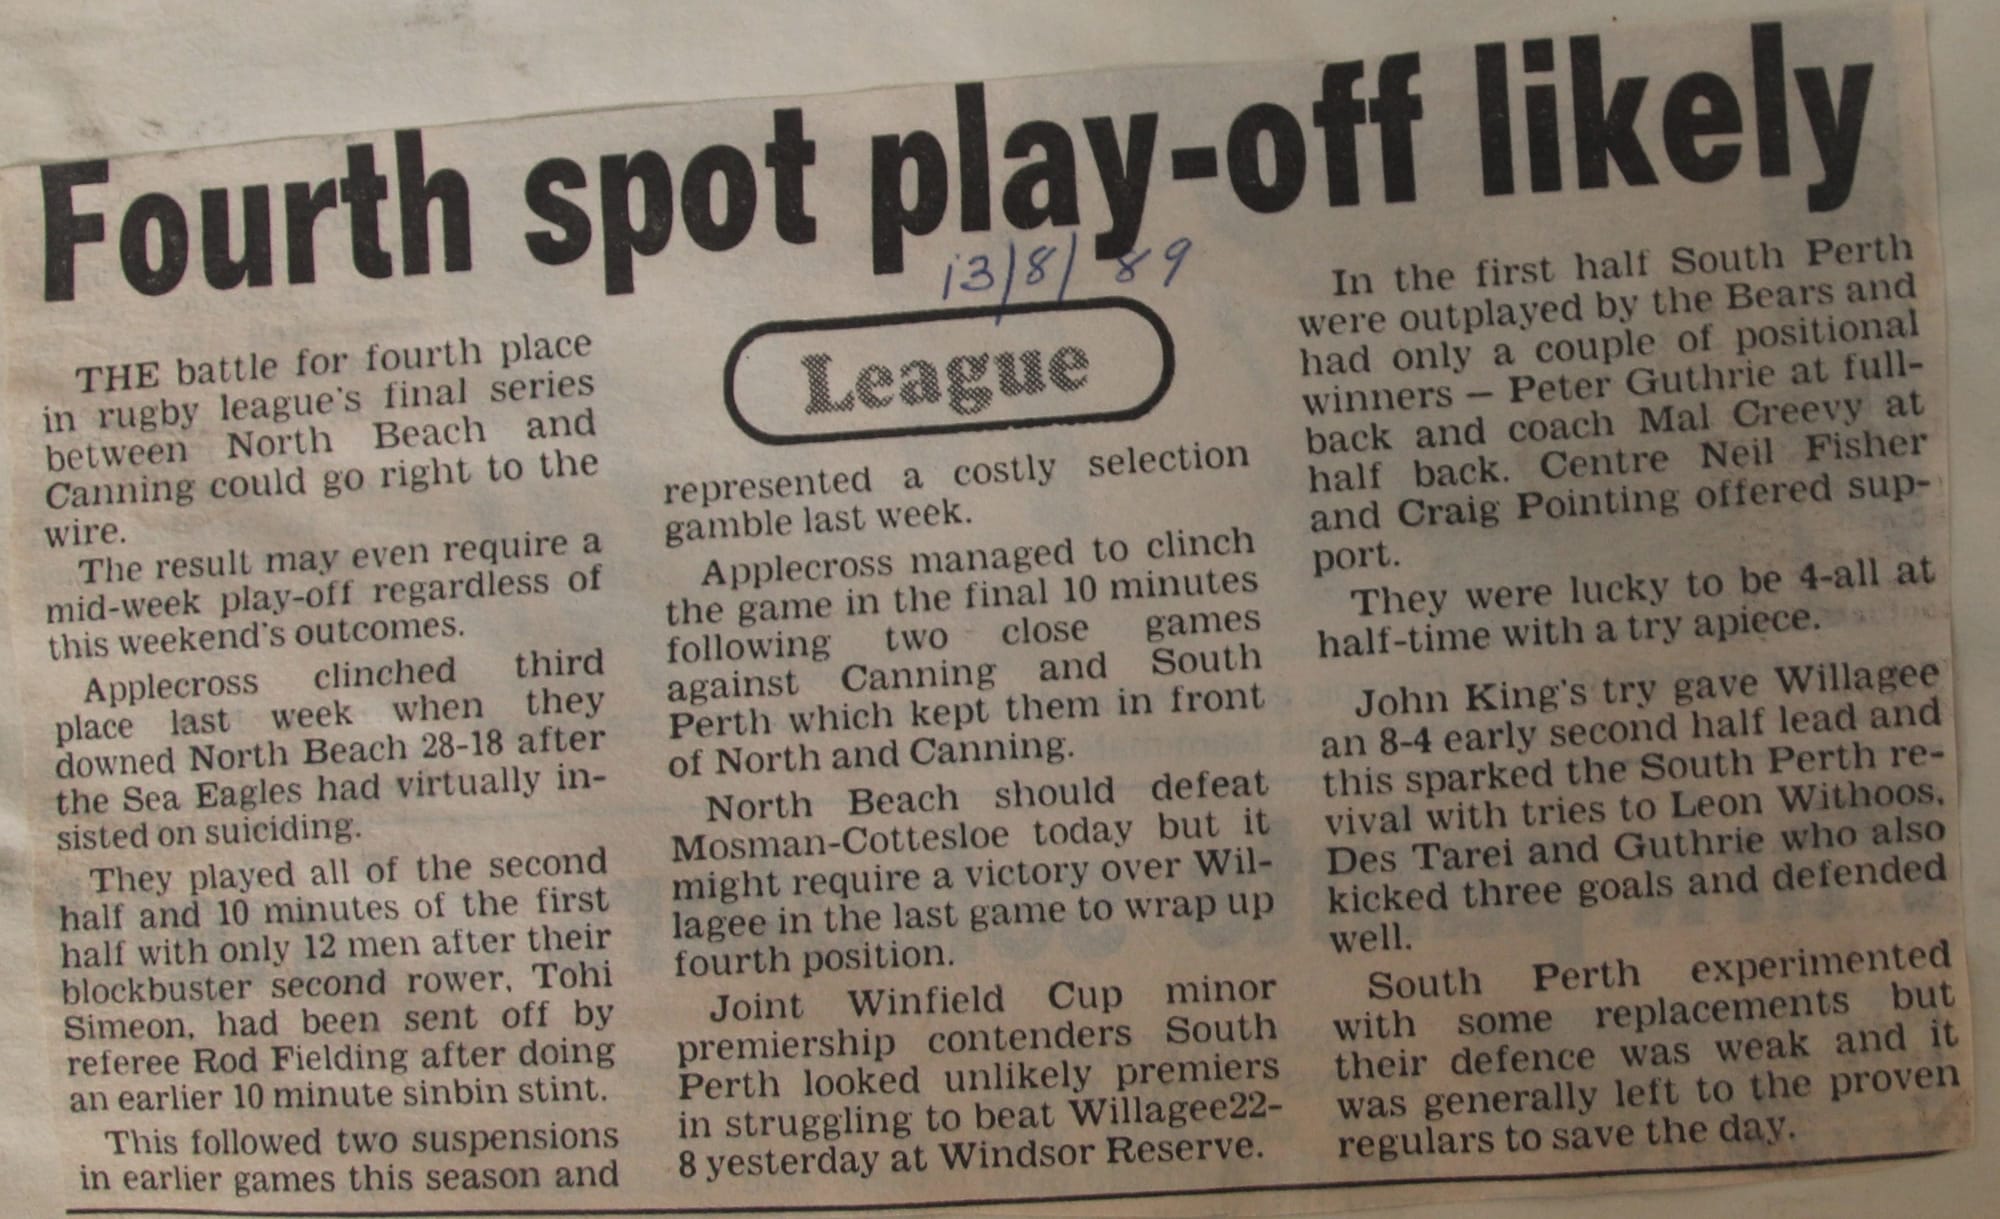 Fourth spot play-off likely
13/8/89
THE battle for fourth place
in rugby league's final series
between North Beach and
Canning could go right to the
wire.
The result may even require a
mid-week play-off regardless of
this weekend's outcomes.
Applecross clinched third
place last week when they
downed North Beach 28-18 after
the Sea Eagles had virtually in-
sisted on suiciding.
They played all of the second
half and 10 minutes of the first
half with only 12 men after their
blockbuster second rower, Tohi
Simeon, had been sent off by
referee Rod Fielding after doing
an earlier 10 minute sinbin stint.
This followed two suspensions
in earlier games this season and
League
represented a costly selection
gamble last week.
Applecross managed to clinch
the game in the final 10 minutes
following two close games
against Canning and South
Perth which kept them in front
of North and Canning.
North Beach should defeat
Mosman-Cottesloe today but it
might require a victory over Wil-
lagee in the last game to wrap up
fourth position.
Joint Winfield Cup minor
premiership contenders South
Perth looked unlikely premiers
in struggling to beat Willagee22-
8 yesterday at Windsor Reserve.
In the first half South Perth
were outplayed by the Bears and
had only a couple of positional
winners — Peter Guthrie at full-
back and coach Mal Creevy at
half back. Centre Neil Fisher
and Craig Pointing offered sup-
port.
They were lucky to be 4-all at
half-time with a try apiece.
John King's try gave Willagee
an 8-4 early second half lead and
this sparked the South Perth re-
vival with tries to Leon Withoos,
Des Tarei and Guthrie who also
kicked three goals and defended
well.
South Perth experimented
with some replacements but
their defence was weak and it
was generally left to the proven
regulars to save the day.